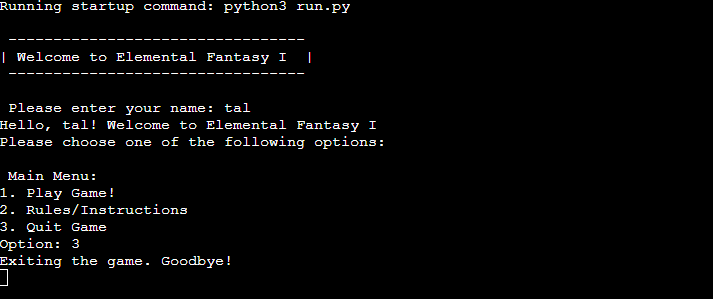 Running startup command: python3 run.py
---------------------------------
| Welcome to Elemental Fantasy I  |
---------------------------------
Please enter your name: tal
Hello, tal! Welcome to Elemental Fantasy I
Please choose one of the following options:
Main Menu:
1. Play Game!
2. Rules/Instructions
3. Quit Game
Option: 3
Exiting the game. Goodbye!